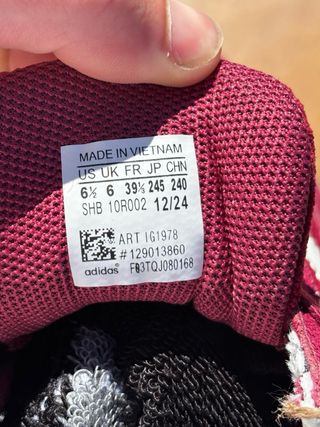 MADE IN VIETNAM
US UK FR JP CHN
6½ 6 39⅓ 245 240
SHB 10R002 12/24
ART IG1978
#129013860
adidas F03TQJ080168